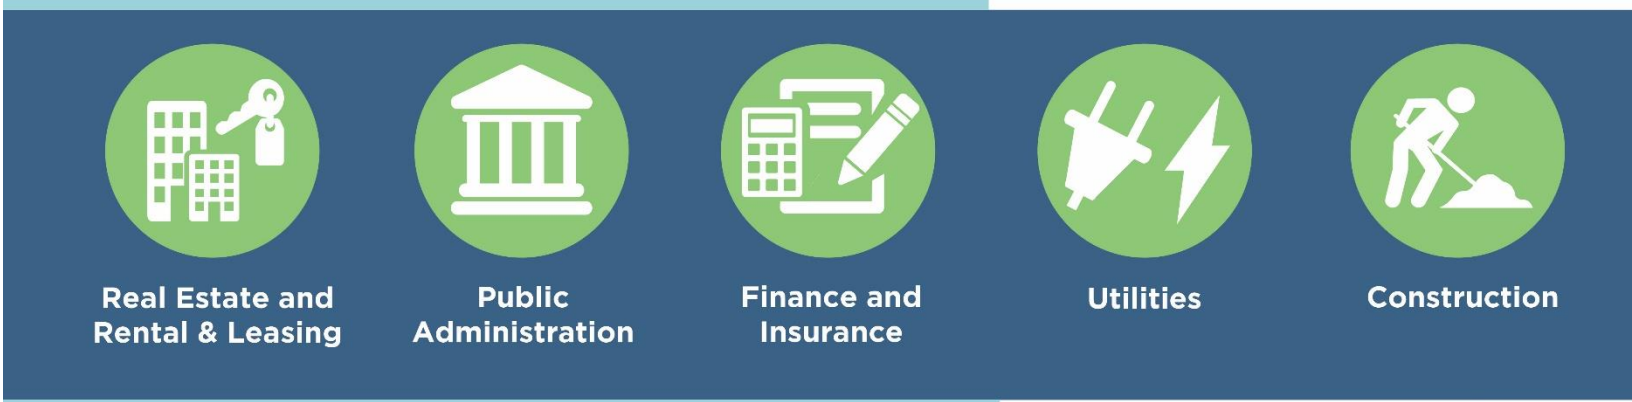 Real Estate and
Rental & Leasing
Public
Administration
Finance and
Insurance
Utilities
Construction